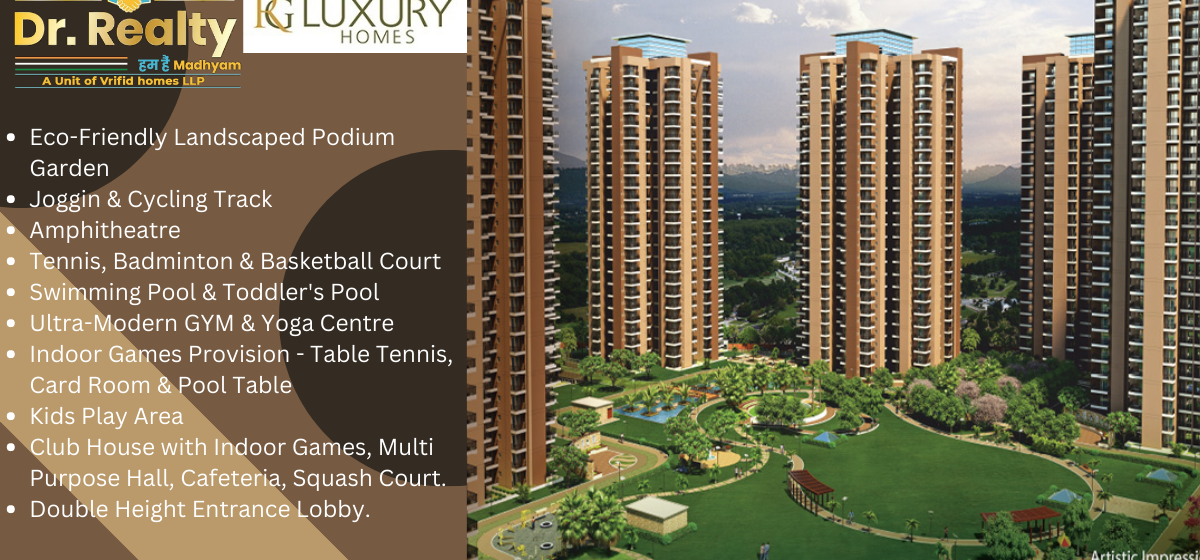 Dr. Realty
हम है Madhyam
A Unit of Vrifid homes LLP
RG LUXURY
HOMES
• Eco-Friendly Landscaped Podium
Garden
• Joggin & Cycling Track
• Amphitheatre
• Tennis, Badminton & Basketball Court
• Swimming Pool & Toddler's Pool
• Ultra-Modern GYM & Yoga Centre
• Indoor Games Provision - Table Tennis,
Card Room & Pool Table
• Kids Play Area
• Club House with Indoor Games, Multi
Purpose Hall, Cafeteria, Squash Court.
• Double Height Entrance Lobby.
Artistic Impress